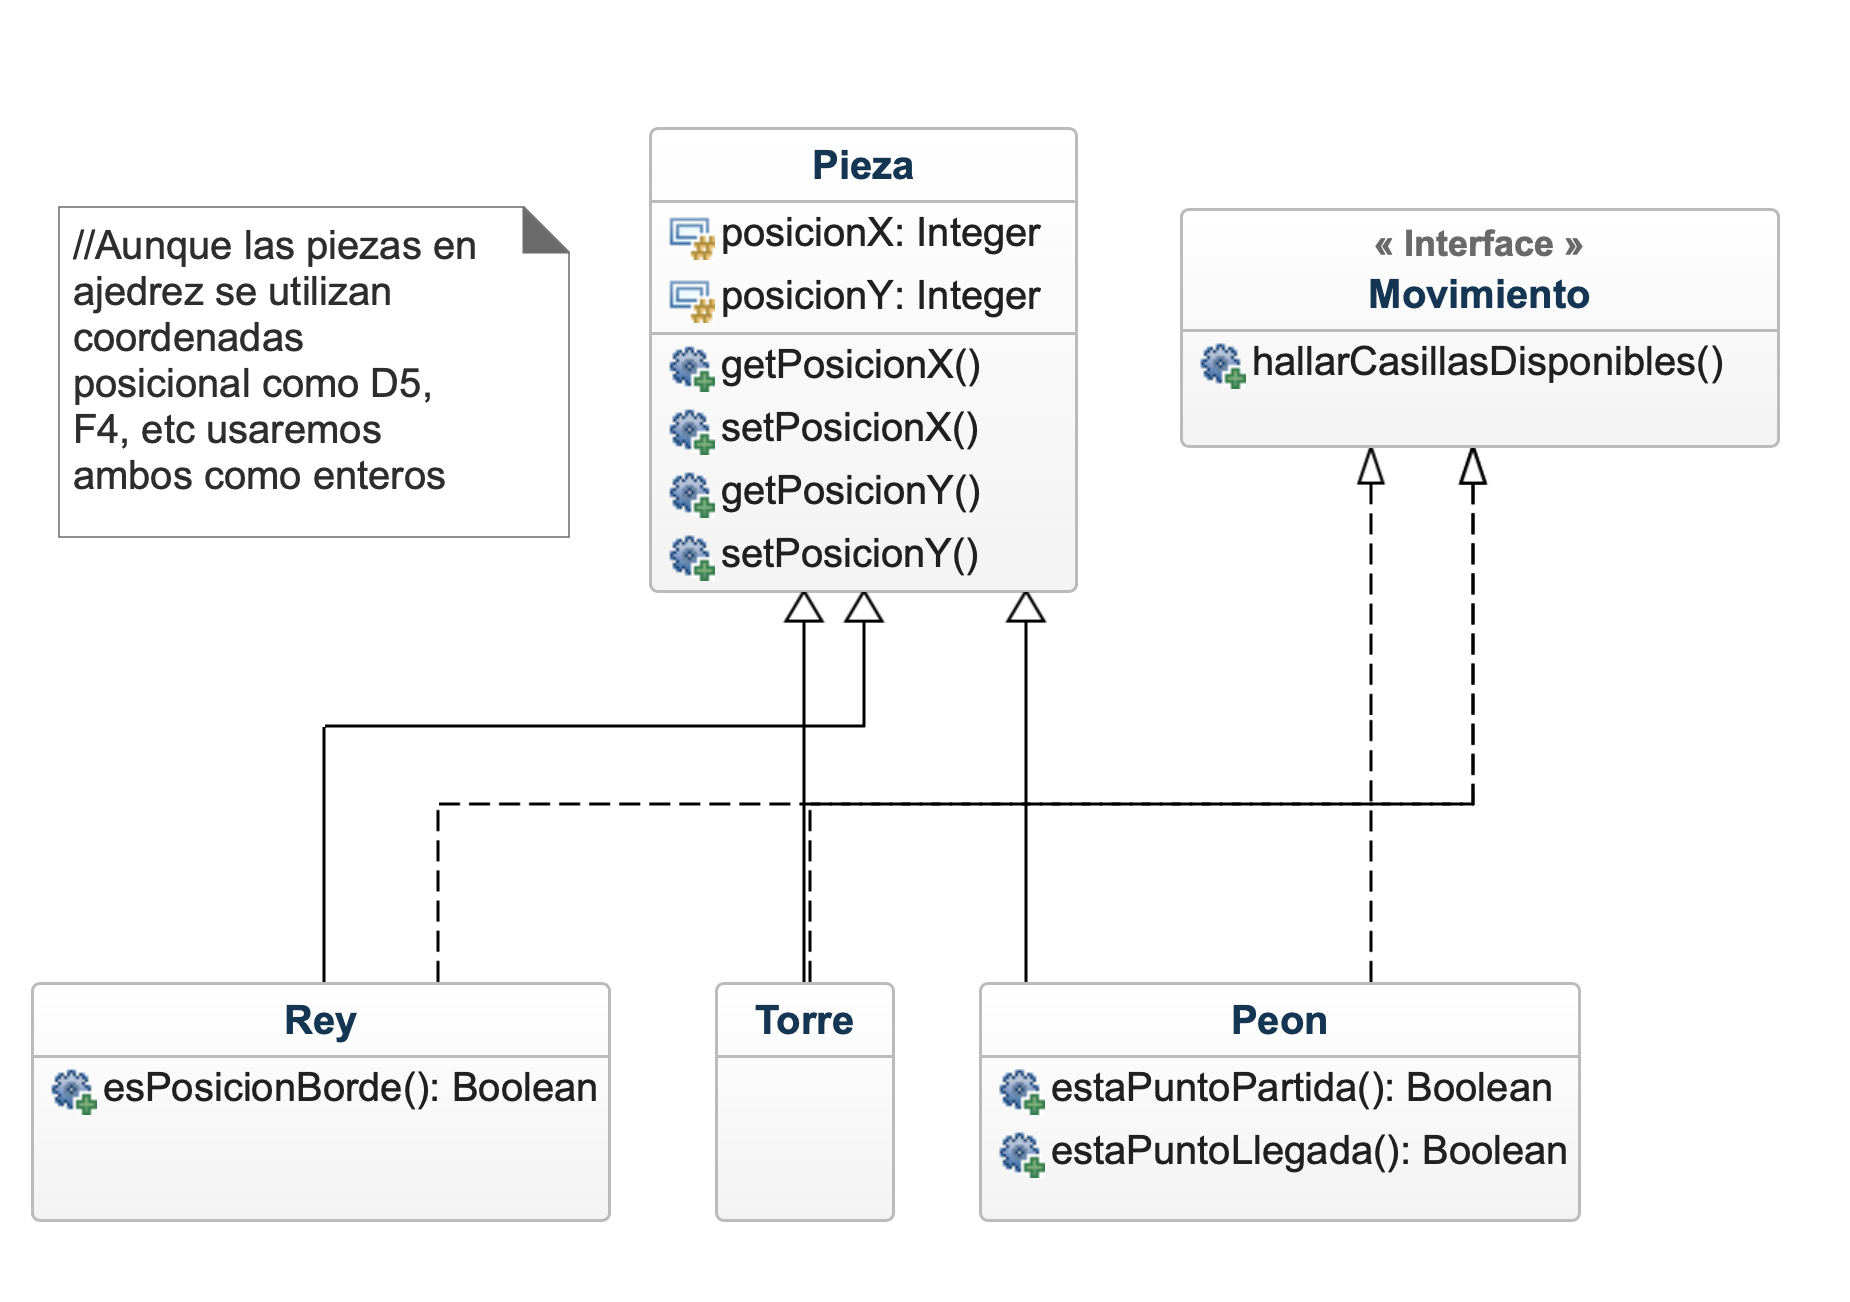 //Aunque las piezas en
ajedrez se utilizan
coordenadas
posicional como D5,
F4, etc usaremos
ambos como enteros
Pieza
# posicionX: Integer
# posicionY: Integer
+ getPosicionX()
+ setPosicionX()
+ getPosicionY()
+ setPosicionY()
« Interface »
Movimiento
+ hallarCasillasDisponibles()
Rey
+ esPosicionBorde(): Boolean
Torre
Peon
+ estaPuntoPartida(): Boolean
+ estaPuntoLlegada(): Boolean